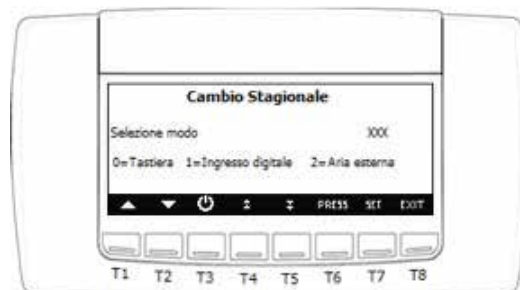 Cambio Stagionale
Selezione modo XXX
0=Tastiera 1=Ingresso digitale 2=Aria esterna
PRESS SET EXIT
T1 T2 T3 T4 T5 T6 T7 T8